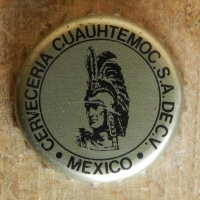 CERVECERIA CUAUHTEMOC, S.A. DE C.V.
• MEXICO •